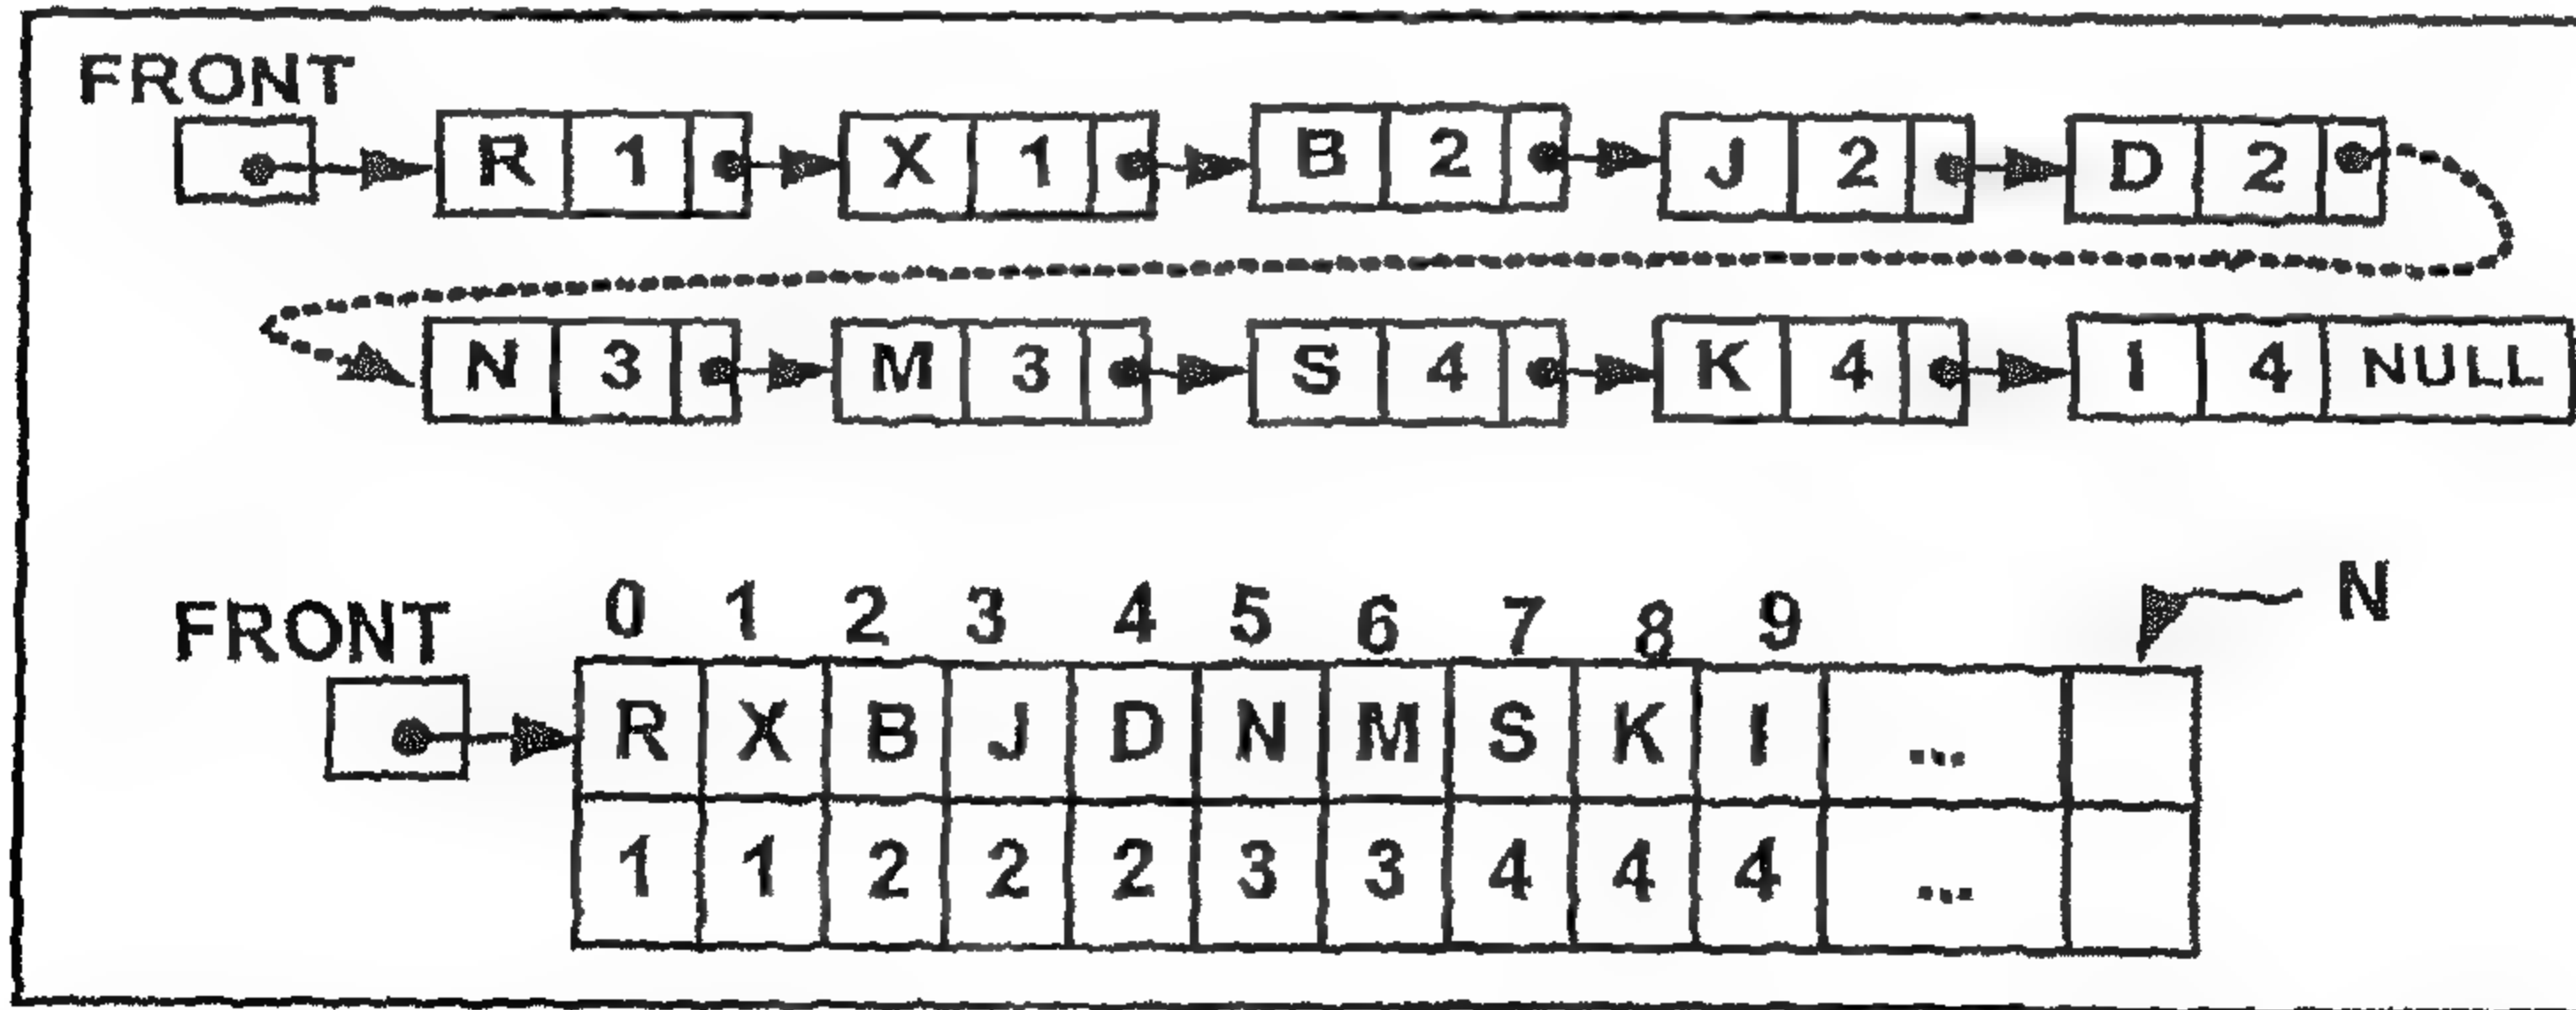 FRONT
R 1 X 1 B 2 J 2 D 2
N 3 M 3 S 4 K 4 I 4 NULL
0 1 2 3 4 5 6 7 8 9 N
FRONT
R X B J D N M S K I ...
1 1 2 2 2 3 3 4 4 4 ...